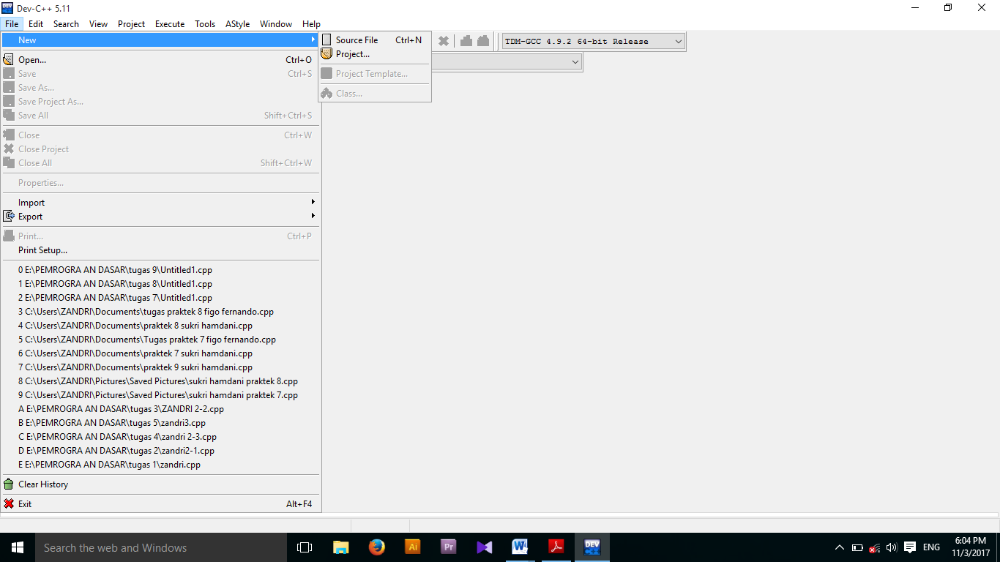 Dev-C++ 5.11
File Edit Search View Project Execute Tools AStyle Window Help
New
Source File Ctrl+N
Project...
Project Template...
Class...
TDM-GCC 4.9.2 64-bit Release
Open... Ctrl+O
Save Ctrl+S
Save As...
Save Project As...
Save All Shift+Ctrl+S
Close Ctrl+W
Close Project
Close All Shift+Ctrl+W
Properties...
Import
Export
Print... Ctrl+P
Print Setup...
0 E:\PEMROGRA AN DASAR\tugas 9\Untitled1.cpp
1 E:\PEMROGRA AN DASAR\tugas 8\Untitled1.cpp
2 E:\PEMROGRA AN DASAR\tugas 7\Untitled1.cpp
3 C:\Users\ZANDRI\Documents\tugas praktek 8 figo fernando.cpp
4 C:\Users\ZANDRI\Documents\praktek 8 sukri hamdani.cpp
5 C:\Users\ZANDRI\Documents\Tugas praktek 7 figo fernando.cpp
6 C:\Users\ZANDRI\Documents\praktek 7 sukri hamdani.cpp
7 C:\Users\ZANDRI\Documents\praktek 9 sukri hamdani.cpp
8 C:\Users\ZANDRI\Pictures\Saved Pictures\sukri hamdani praktek 8.cpp
9 C:\Users\ZANDRI\Pictures\Saved Pictures\sukri hamdani praktek 7.cpp
A E:\PEMROGRA AN DASAR\tugas 3\ZANDRI 2-2.cpp
B E:\PEMROGRA AN DASAR\tugas 5\zandri3.cpp
C E:\PEMROGRA AN DASAR\tugas 4\zandri 2-3.cpp
D E:\PEMROGRA AN DASAR\tugas 2\zandri2-1.cpp
E E:\PEMROGRA AN DASAR\tugas 1\zandri.cpp
Clear History
Exit Alt+F4
Search the web and Windows
Ai
Pr
W
DEV
ENG
6:04 PM
11/3/2017